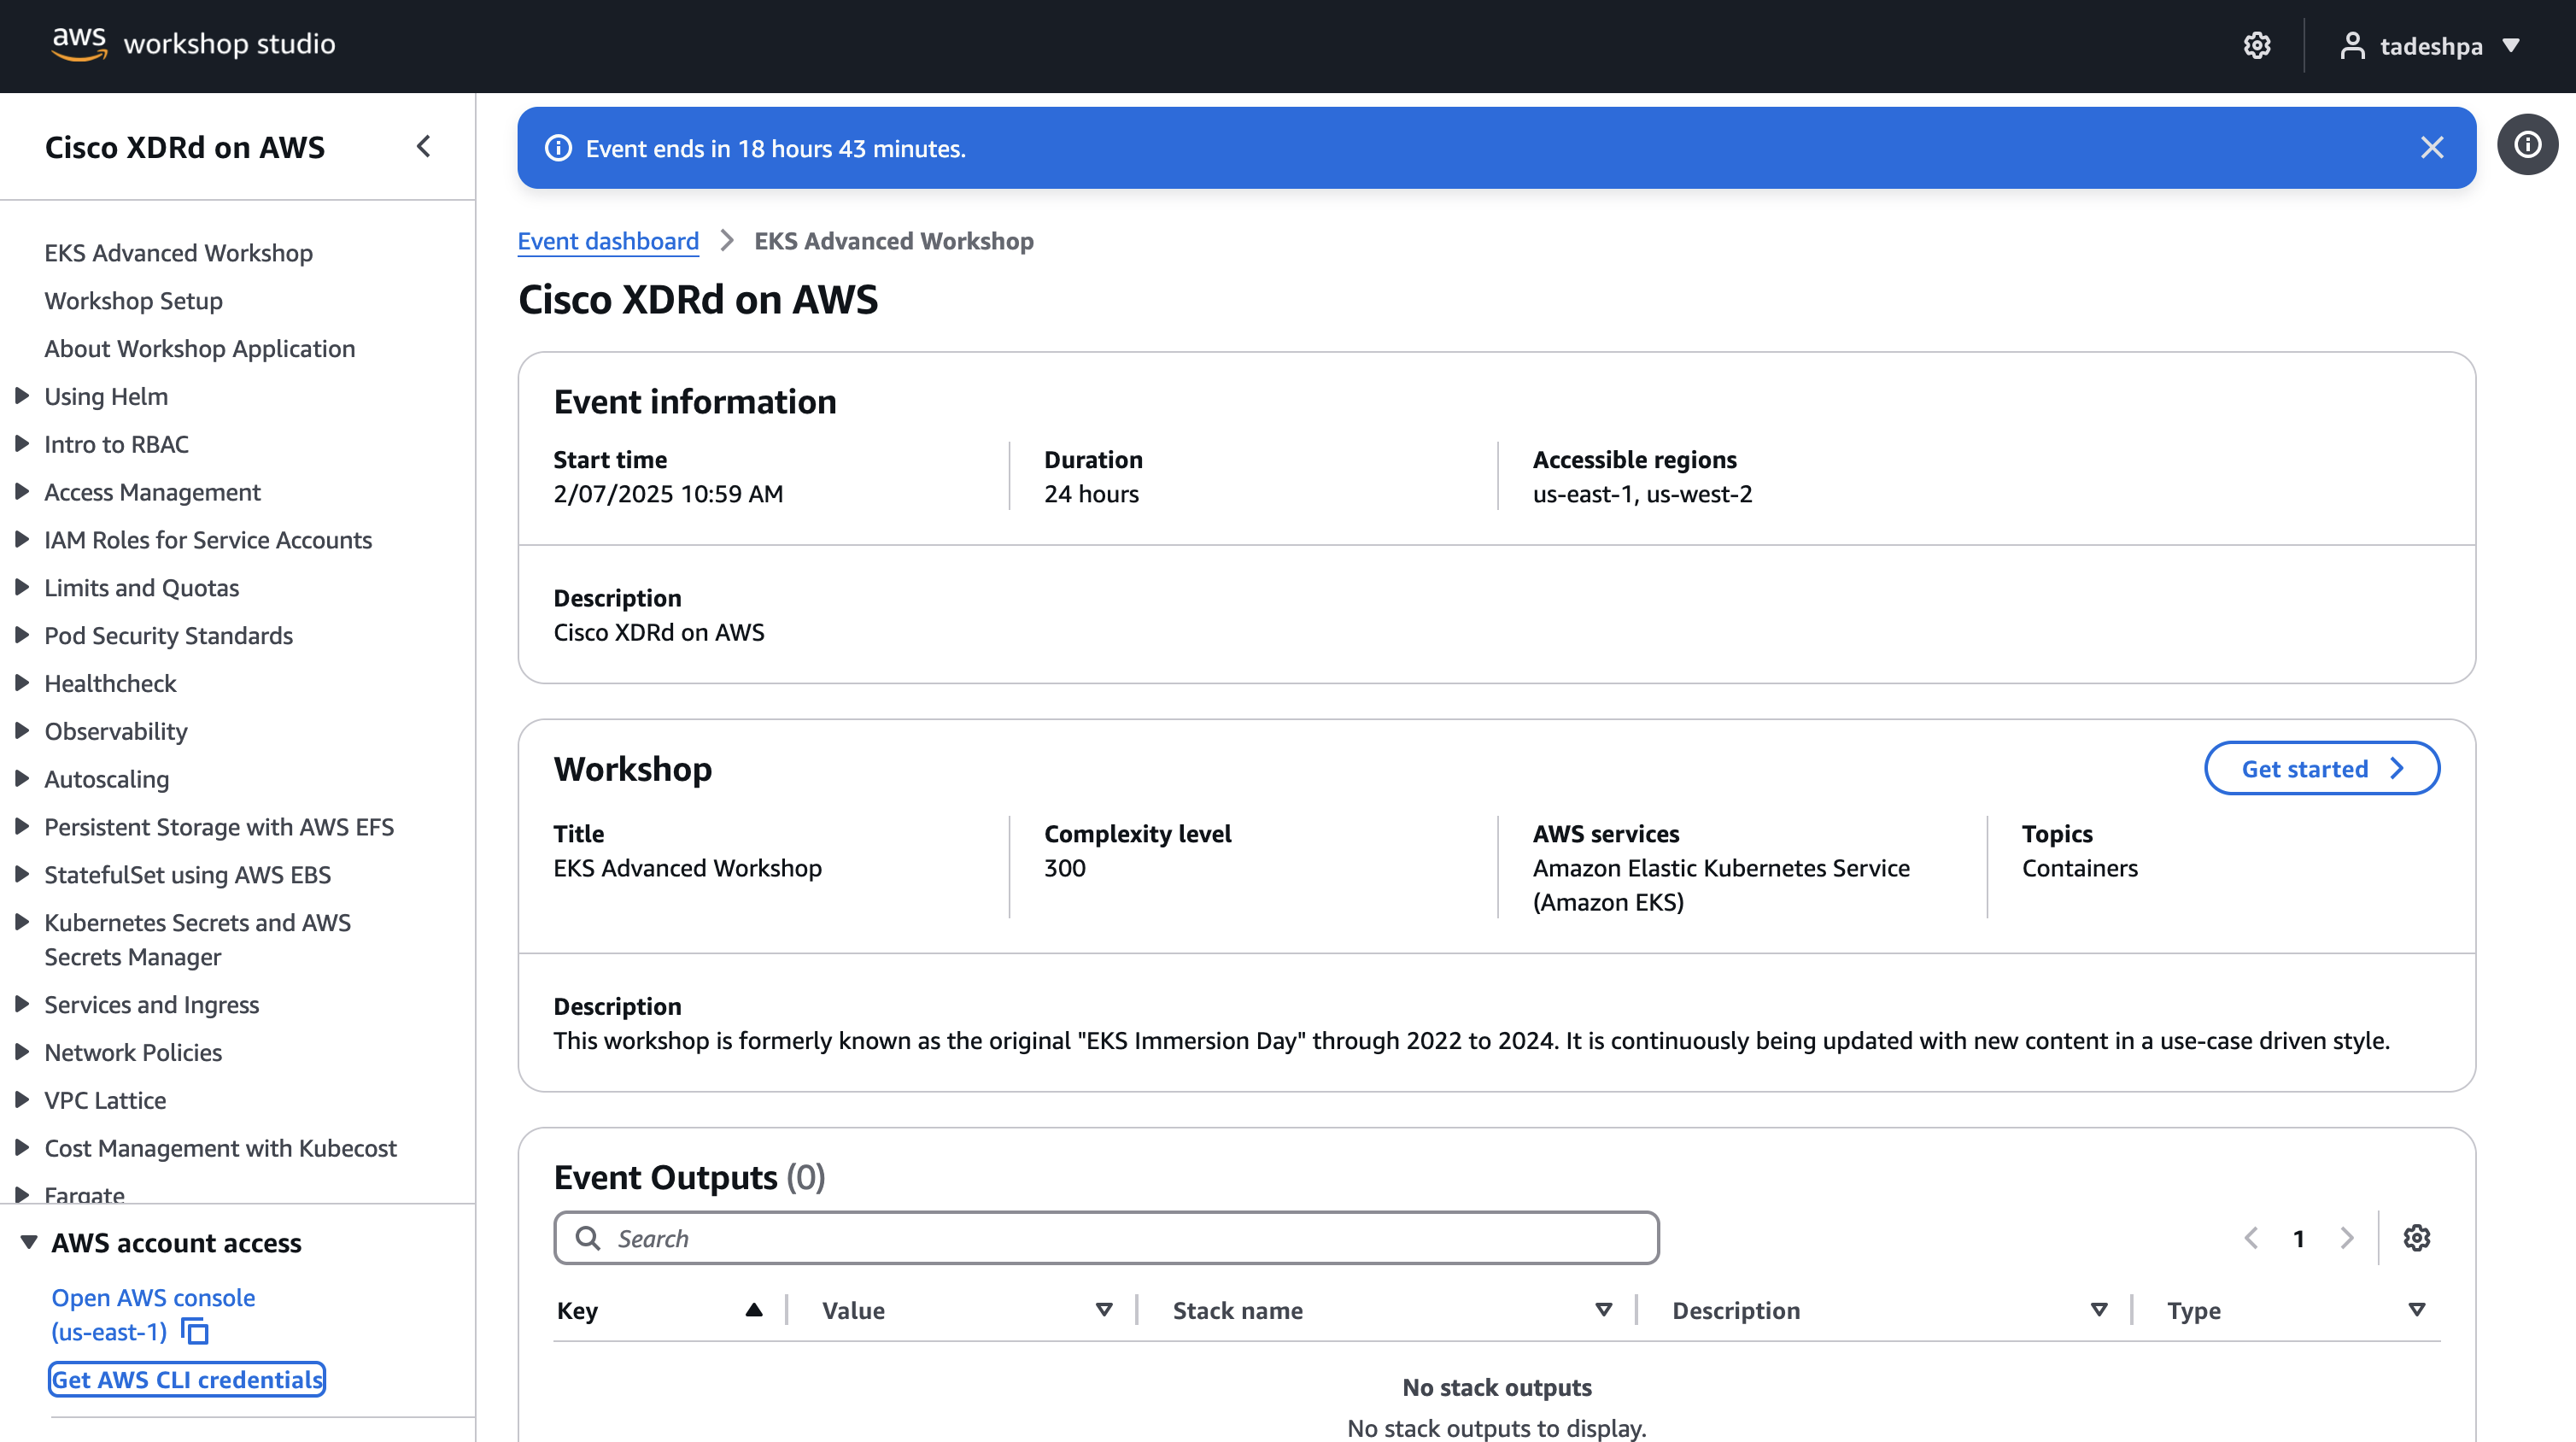 aws workshop studio
tadeshpa
Cisco XDRd on AWS
EKS Advanced Workshop
Workshop Setup
About Workshop Application
Using Helm
Intro to RBAC
Access Management
IAM Roles for Service Accounts
Limits and Quotas
Pod Security Standards
Healthcheck
Observability
Autoscaling
Persistent Storage with AWS EFS
StatefulSet using AWS EBS
Kubernetes Secrets and AWS
Secrets Manager
Services and Ingress
Network Policies
VPC Lattice
Cost Management with Kubecost
Fargate
AWS account access
Open AWS console
(us-east-1)
Get AWS CLI credentials
Event ends in 18 hours 43 minutes.
Event dashboard > EKS Advanced Workshop
Cisco XDRd on AWS
Event information
Start time
2/07/2025 10:59 AM
Duration
24 hours
Accessible regions
us-east-1, us-west-2
Description
Cisco XDRd on AWS
Workshop
Get started
Title
EKS Advanced Workshop
Complexity level
300
AWS services
Amazon Elastic Kubernetes Service
(Amazon EKS)
Topics
Containers
Description
This workshop is formerly known as the original "EKS Immersion Day" through 2022 to 2024. It is continuously being updated with new content in a use-case driven style.
Event Outputs (0)
Search
1
Key Value Stack name Description Type
No stack outputs
No stack outputs to display.